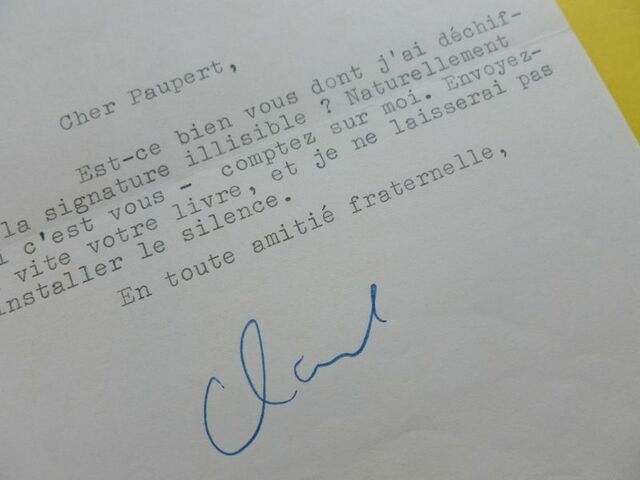 Cher Paupert,
Est-ce bien vous dont j'ai déchif-
la signature illisible ? Naturellement
c'est vous - comptez sur moi. Envoyez-
vite votre livre, et je ne laisserai pas
installer le silence.
En toute amitié fraternelle,